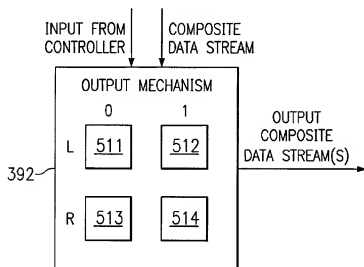 INPUT FROM
CONTROLLER
COMPOSITE
DATA STREAM
OUTPUT MECHANISM
0 1
L 511 512
392
R 513 514
OUTPUT
COMPOSITE
DATA STREAM(S)